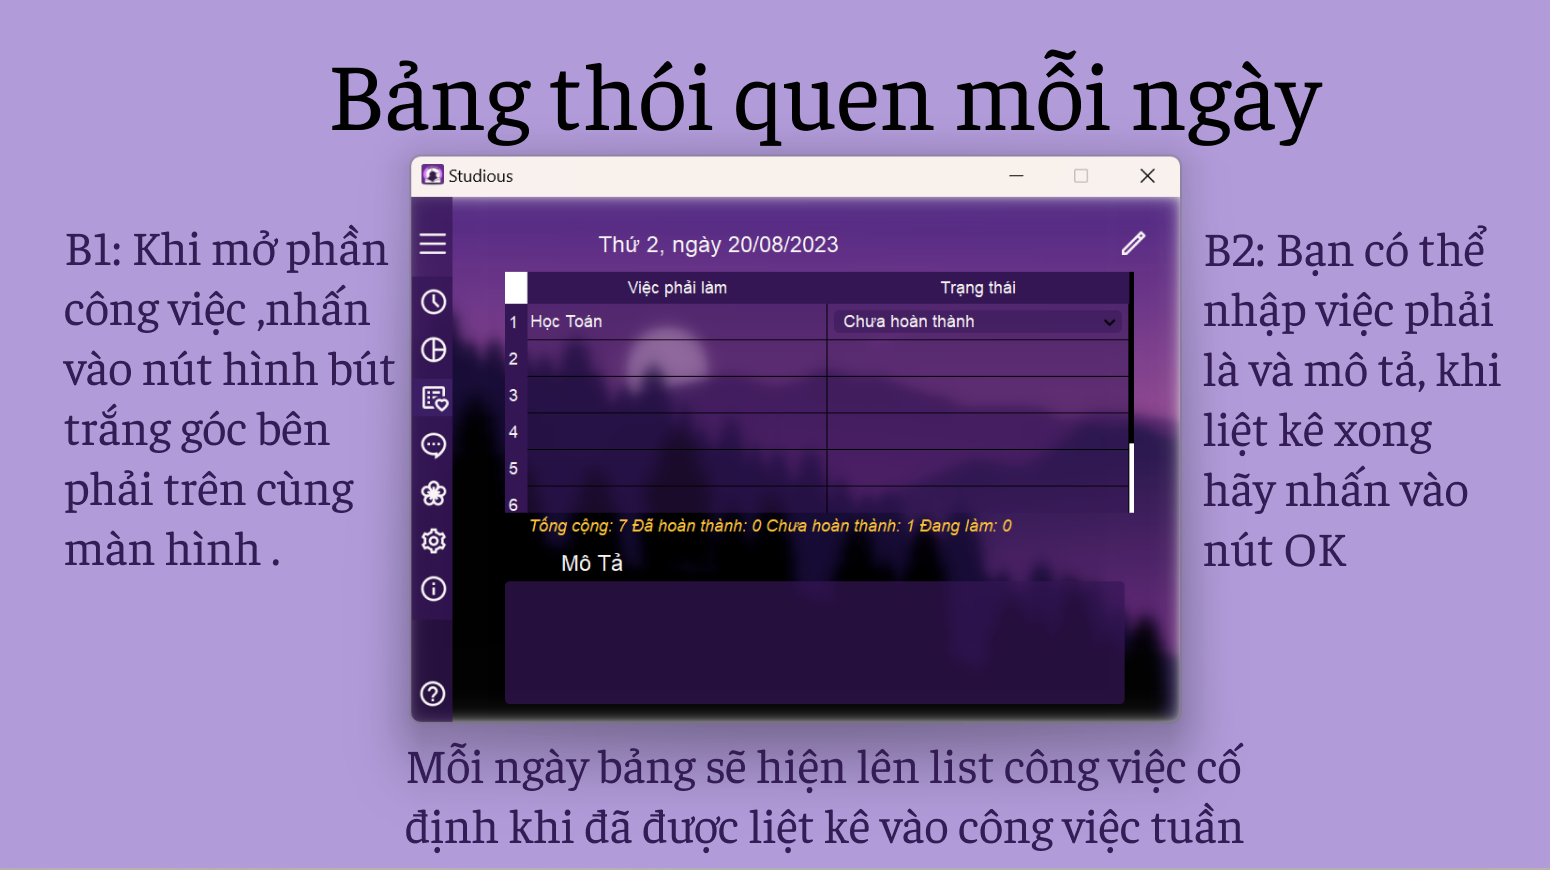 Bảng thói quen mỗi ngày
B1: Khi mở phần
công việc ,nhấn
vào nút hình bút
trắng góc bên
phải trên cùng
màn hình .
Studious
Thứ 2, ngày 20/08/2023
Việc phải làm Trạng thái
1 Học Toán Chưa hoàn thành
2
3
4
5
6
Tổng cộng: 7 Đã hoàn thành: 0 Chưa hoàn thành: 1 Đang làm: 0
Mô Tả
B2: Bạn có thể
nhập việc phải
là và mô tả, khi
liệt kê xong
hãy nhấn vào
nút OK
Mỗi ngày bảng sẽ hiện lên list công việc cố
định khi đã được liệt kê vào công việc tuần